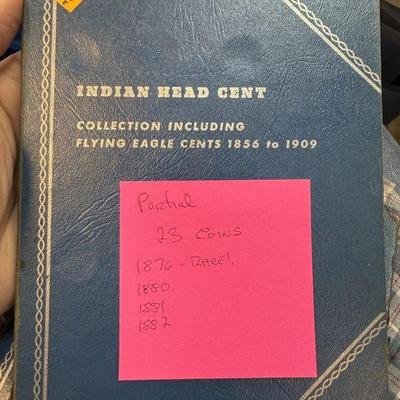 INDIAN HEAD CENT
COLLECTION INCLUDING
FLYING EAGLE CENTS 1856 to 1909
Partial
23 COINS
1876 - RARE!
1880
1881
1882